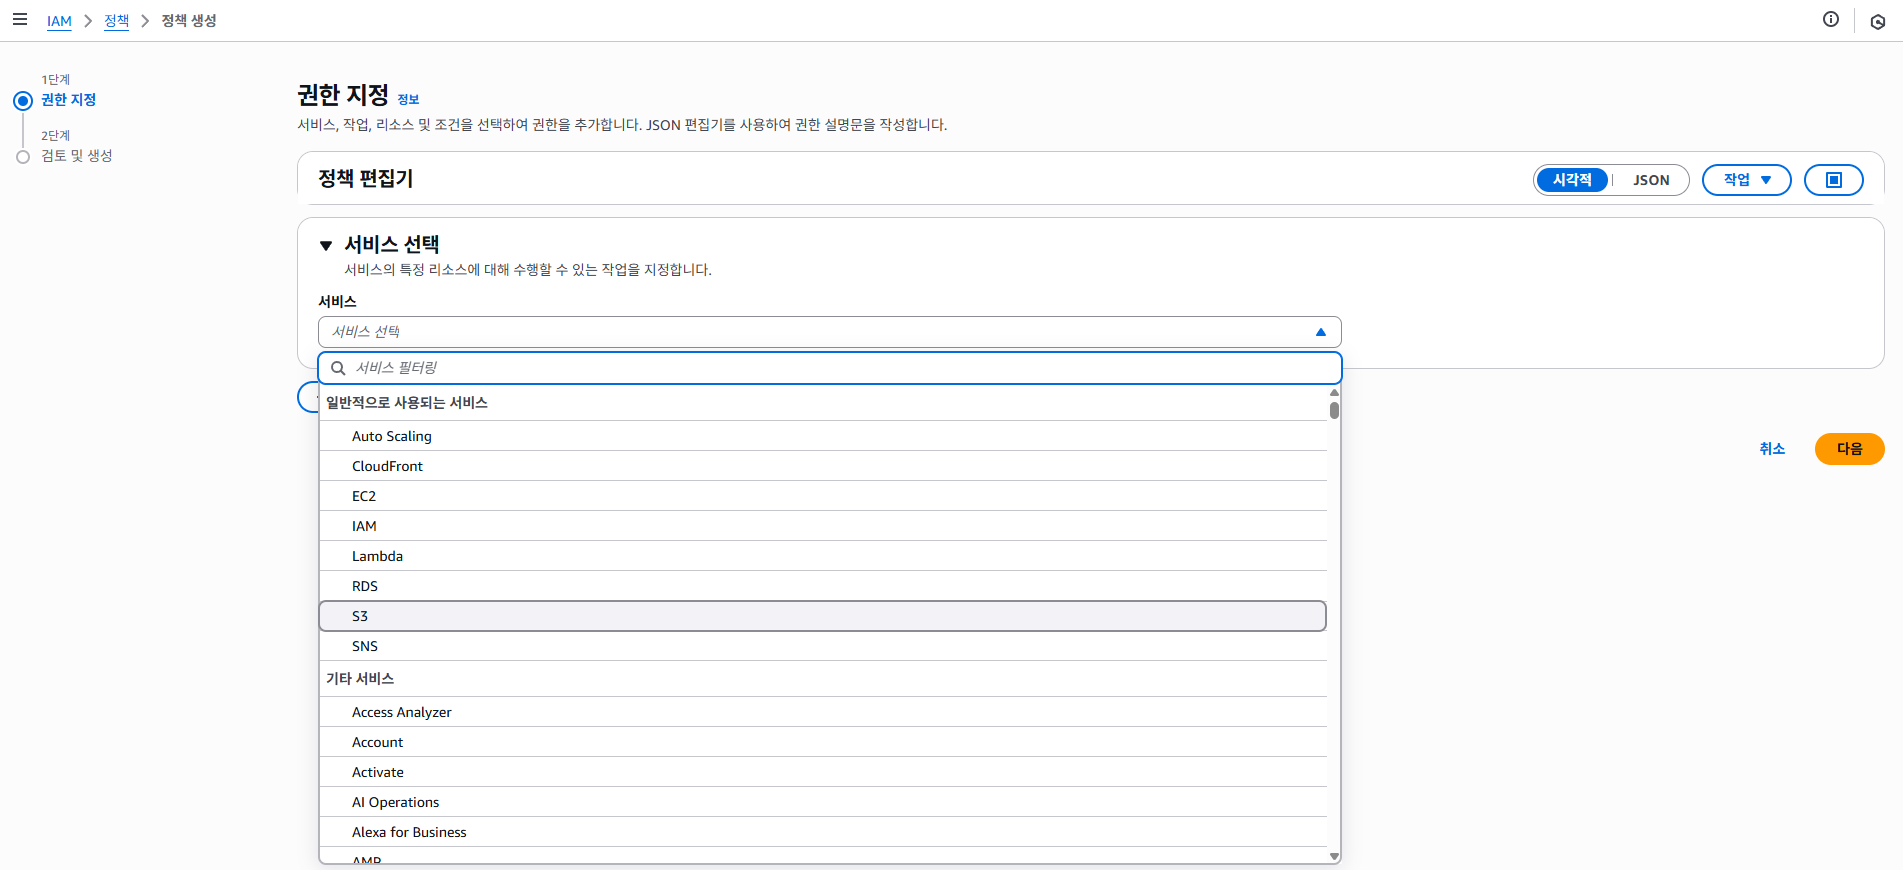 IAM > 정책 > 정책 생성
1단계
권한 지정
2단계
검토 및 생성
권한 지정 정보
서비스, 작업, 리소스 및 조건을 선택하여 권한을 추가합니다. JSON 편집기를 사용하여 권한 설명문을 작성합니다.
정책 편집기
시각적 | JSON 작업
서비스 선택
서비스의 특정 리소스에 대해 수행할 수 있는 작업을 지정합니다.
서비스
서비스 선택
서비스 필터링
일반적으로 사용되는 서비스
Auto Scaling
CloudFront
EC2
IAM
Lambda
RDS
S3
SNS
기타 서비스
Access Analyzer
Account
Activate
AI Operations
Alexa for Business
AMP
취소 다음